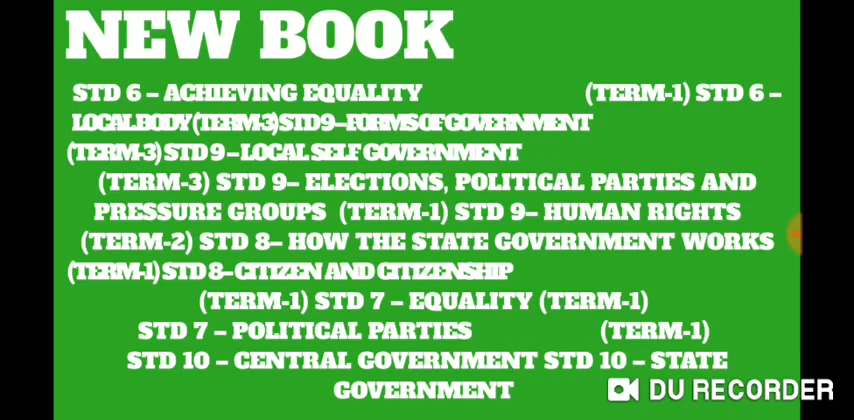 NEW BOOK
STD 6 – ACHIEVING EQUALITY (TERM-1) STD 6 –
LOCAL BODY (TERM-3) STD 9– FORMS OF GOVERNMENT
(TERM-3) STD 9 – LOCAL SELF GOVERNMENT
(TERM-3) STD 9– ELECTIONS, POLITICAL PARTIES AND
PRESSURE GROUPS (TERM-1) STD 9– HUMAN RIGHTS
(TERM-2) STD 8– HOW THE STATE GOVERNMENT WORKS
(TERM-1) STD 8– CITIZEN AND CITIZENSHIP
(TERM-1) STD 7 – EQUALITY (TERM-1)
STD 7 – POLITICAL PARTIES (TERM-1)
STD 10 – CENTRAL GOVERNMENT STD 10 – STATE
GOVERNMENT
DU RECORDER